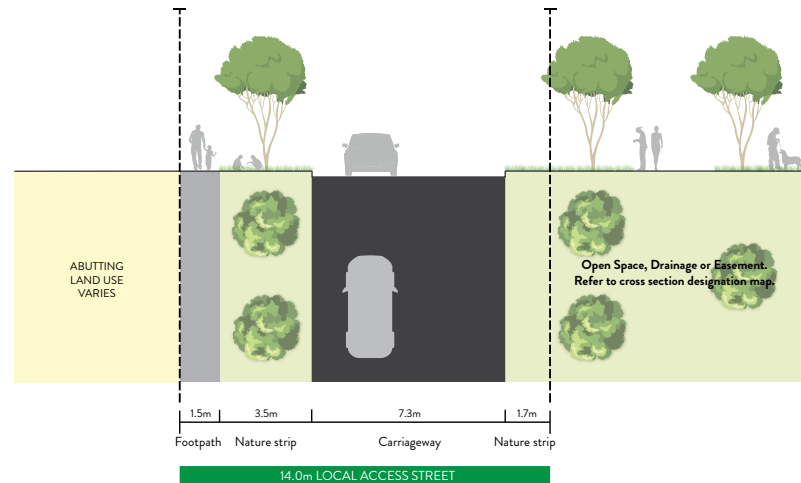 ABUTTING
LAND USE
VARIES
Open Space, Drainage or Easement.
Refer to cross section designation map.
1.5m 3.5m 7.3m 1.7m
Footpath Nature strip Carriageway Nature strip
14.0m LOCAL ACCESS STREET